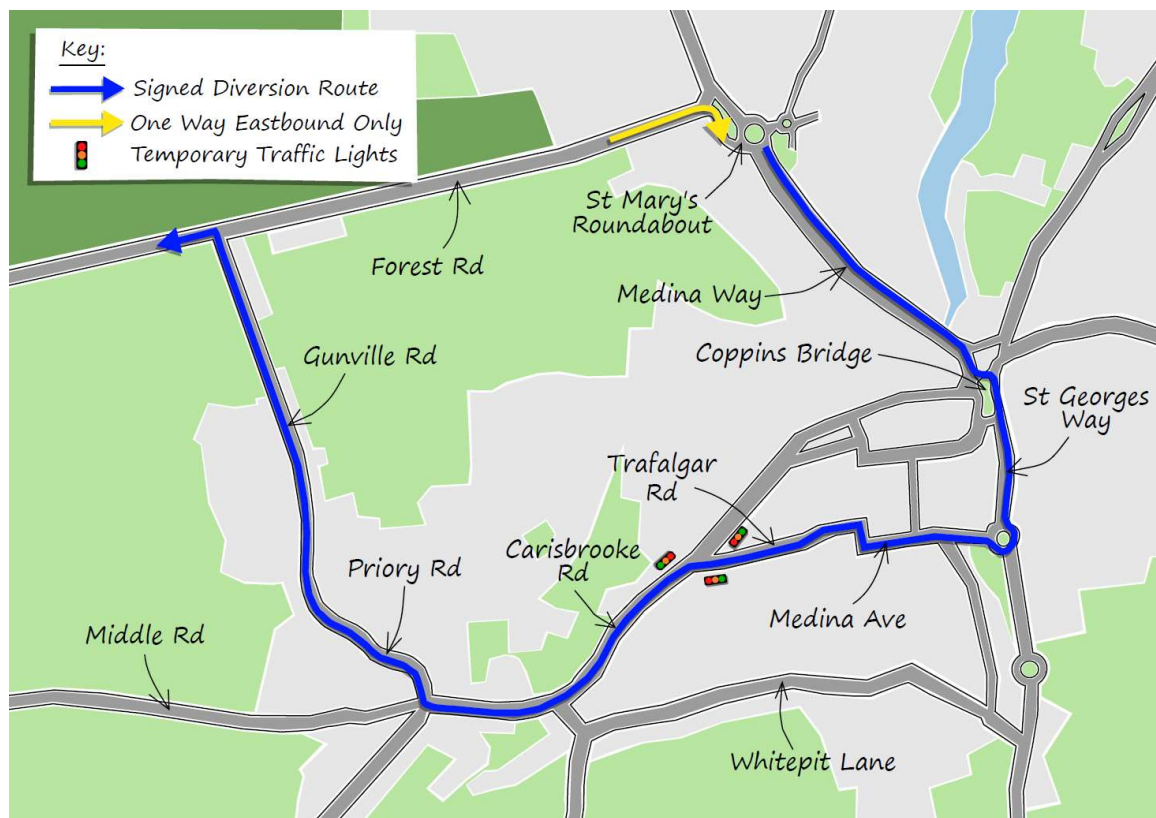 Key:
Signed Diversion Route
One Way Eastbound Only
Temporary Traffic Lights
St Mary's
Roundabout
Forest Rd
Medina Way
Coppins Bridge
Gunville Rd
St Georges
Way
Trafalgar
Rd
Carisbrooke
Rd
Priory Rd
Medina Ave
Middle Rd
Whitepit Lane